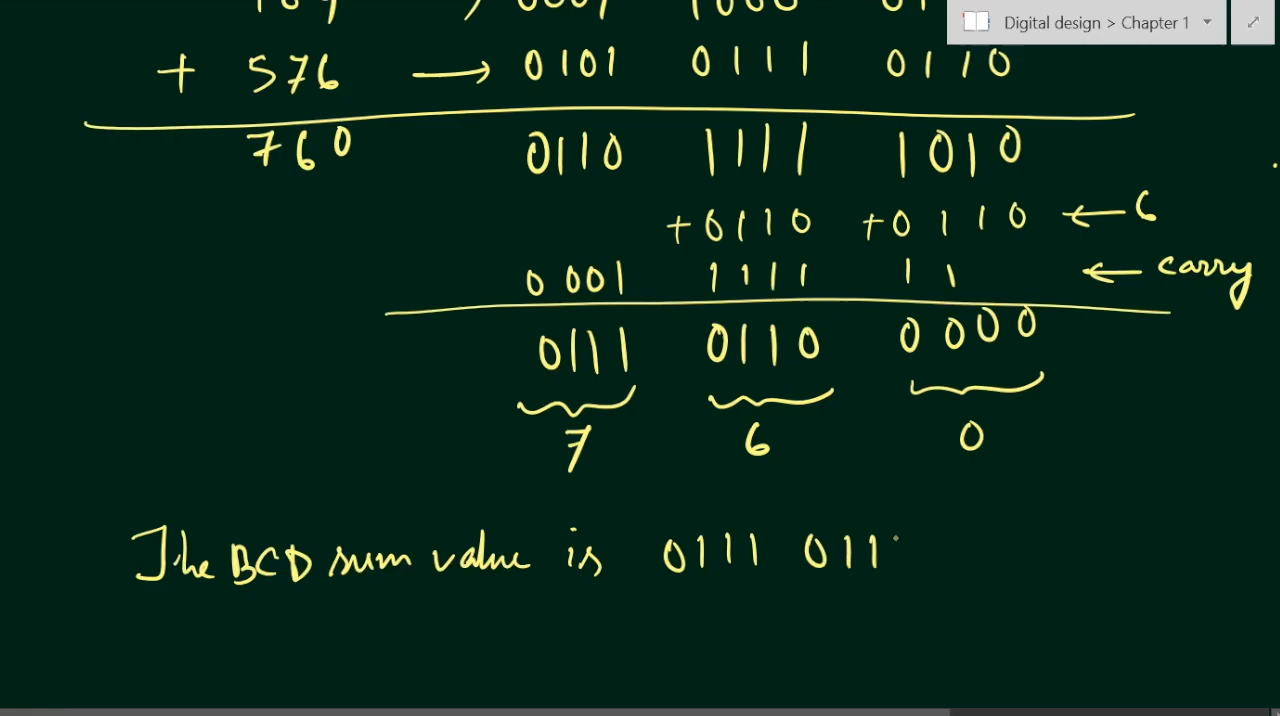 Digital design > Chapter 1
+ 576 → 0101 0111 0110
760 0110 1111 1010
+0110 +0110 ← 6
0001 1111 11 ← carry
0111 0110 0000
7 6 0
The BCD sum value is 0111 011